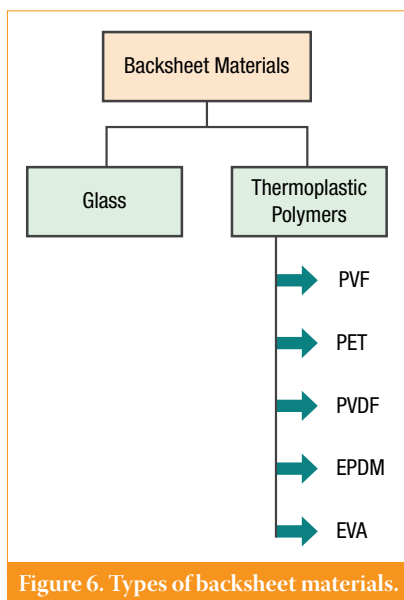 Backsheet Materials
Glass
Thermoplastic
Polymers
PVF
PET
PVDF
EPDM
EVA
Figure 6. Types of backsheet materials.